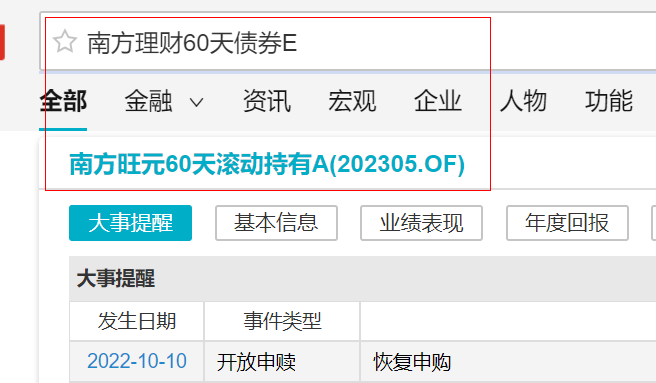 南方理财60天债券E
全部 金融 资讯 宏观 企业 人物 功能
南方旺元60天滚动持有A(202305.OF)
大事提醒 基本信息 业绩表现 年度回报
大事提醒
发生日期 事件类型
2022-10-10 开放申赎 恢复申购